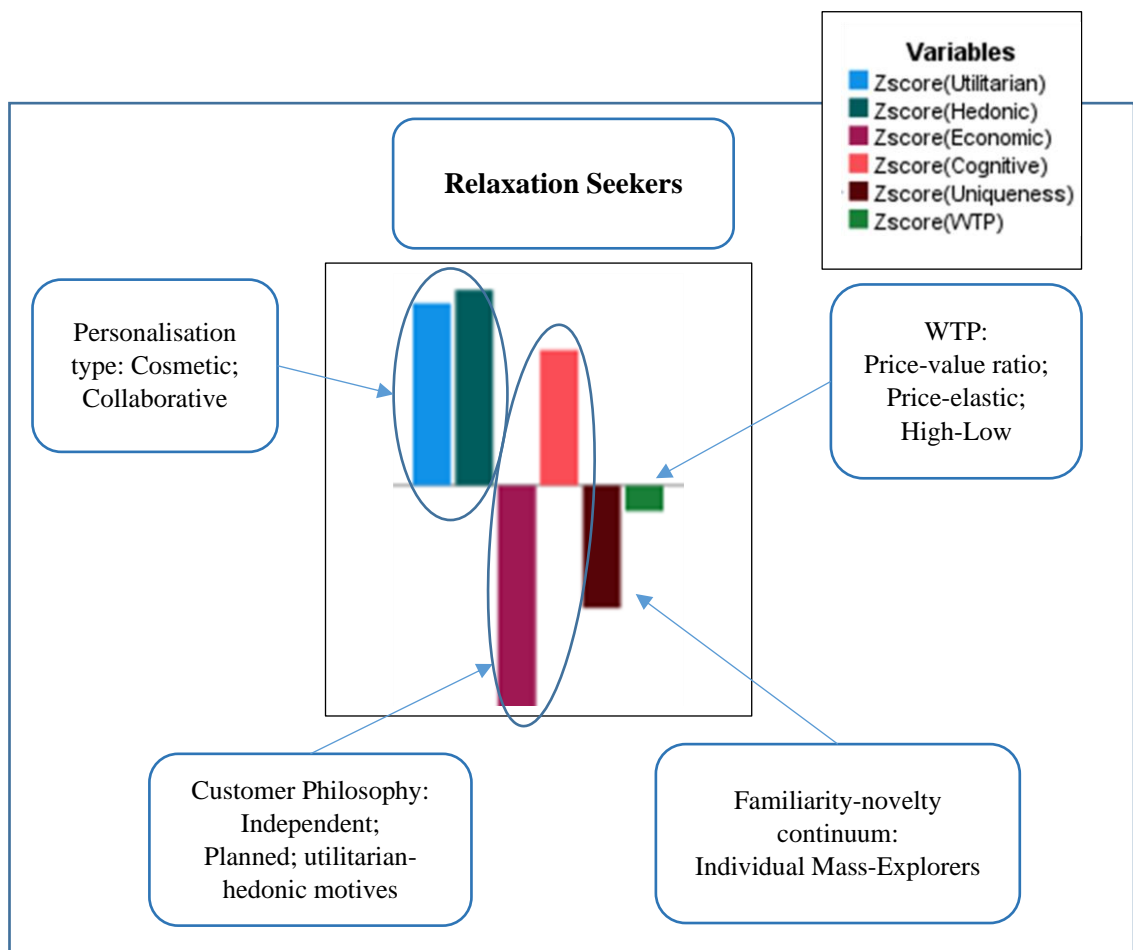 Variables
Zscore(Utilitarian)
Zscore(Hedonic)
Zscore(Economic)
Zscore(Cognitive)
Zscore(Uniqueness)
Zscore(WTP)
Relaxation Seekers
Personalisation
type: Cosmetic;
Collaborative
WTP:
Price-value ratio;
Price-elastic;
High-Low
Customer Philosophy:
Independent;
Planned; utilitarian-
hedonic motives
Familiarity-novelty
continuum:
Individual Mass-Explorers